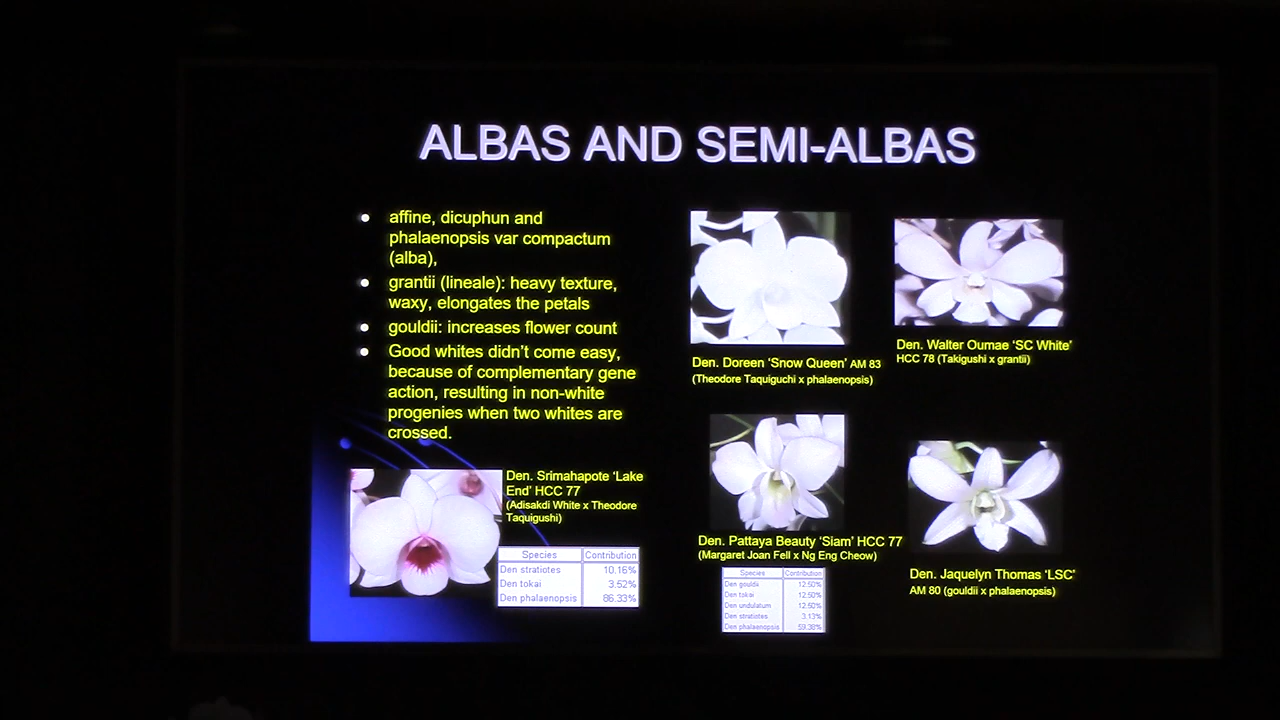 ALBAS AND SEMI-ALBAS
affine, dicuphun and
phalaenopsis var compactum
(alba),
grantii (lineale): heavy texture,
waxy, elongates the petals
gouldii: increases flower count
Good whites didn't come easy,
because of complementary gene
action, resulting in non-white
progenies when two whites are
crossed.
Den. Srimahapote 'Lake
End' HCC 77
(Adisakdi White x Theodore
Taquigushi)
Species Contribution
Den stratiotes 10.16%
Den tokai 3.52%
Den phalaenopsis 86.33%
Den. Doreen 'Snow Queen' AM 83
(Theodore Taquiguchi x phalaenopsis)
Den. Walter Oumae 'SC White'
HCC 78 (Takigushi x grantii)
Den. Pattaya Beauty 'Siam' HCC 77
(Margaret Joan Fell x Ng Eng Cheow)
Species Contribution
Den gouldii 12.50%
Den tokai 12.50%
Den undulatum 12.50%
Den stratiotes 3.13%
Den phalaenopsis 59.38%
Den. Jaquelyn Thomas 'LSC'
AM 80 (gouldii x phalaenopsis)